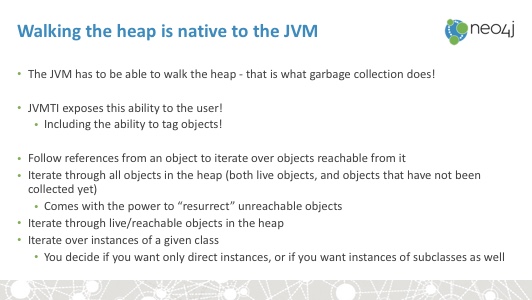 Walking the heap is native to the JVM
neo4j
• The JVM has to be able to walk the heap - that is what garbage collection does!
• JVMTI exposes this ability to the user!
• Including the ability to tag objects!
• Follow references from an object to iterate over objects reachable from it
• Iterate through all objects in the heap (both live objects, and objects that have not been
collected yet)
• Comes with the power to “resurrect” unreachable objects
• Iterate through live/reachable objects in the heap
• Iterate over instances of a given class
• You decide if you want only direct instances, or if you want instances of subclasses as well